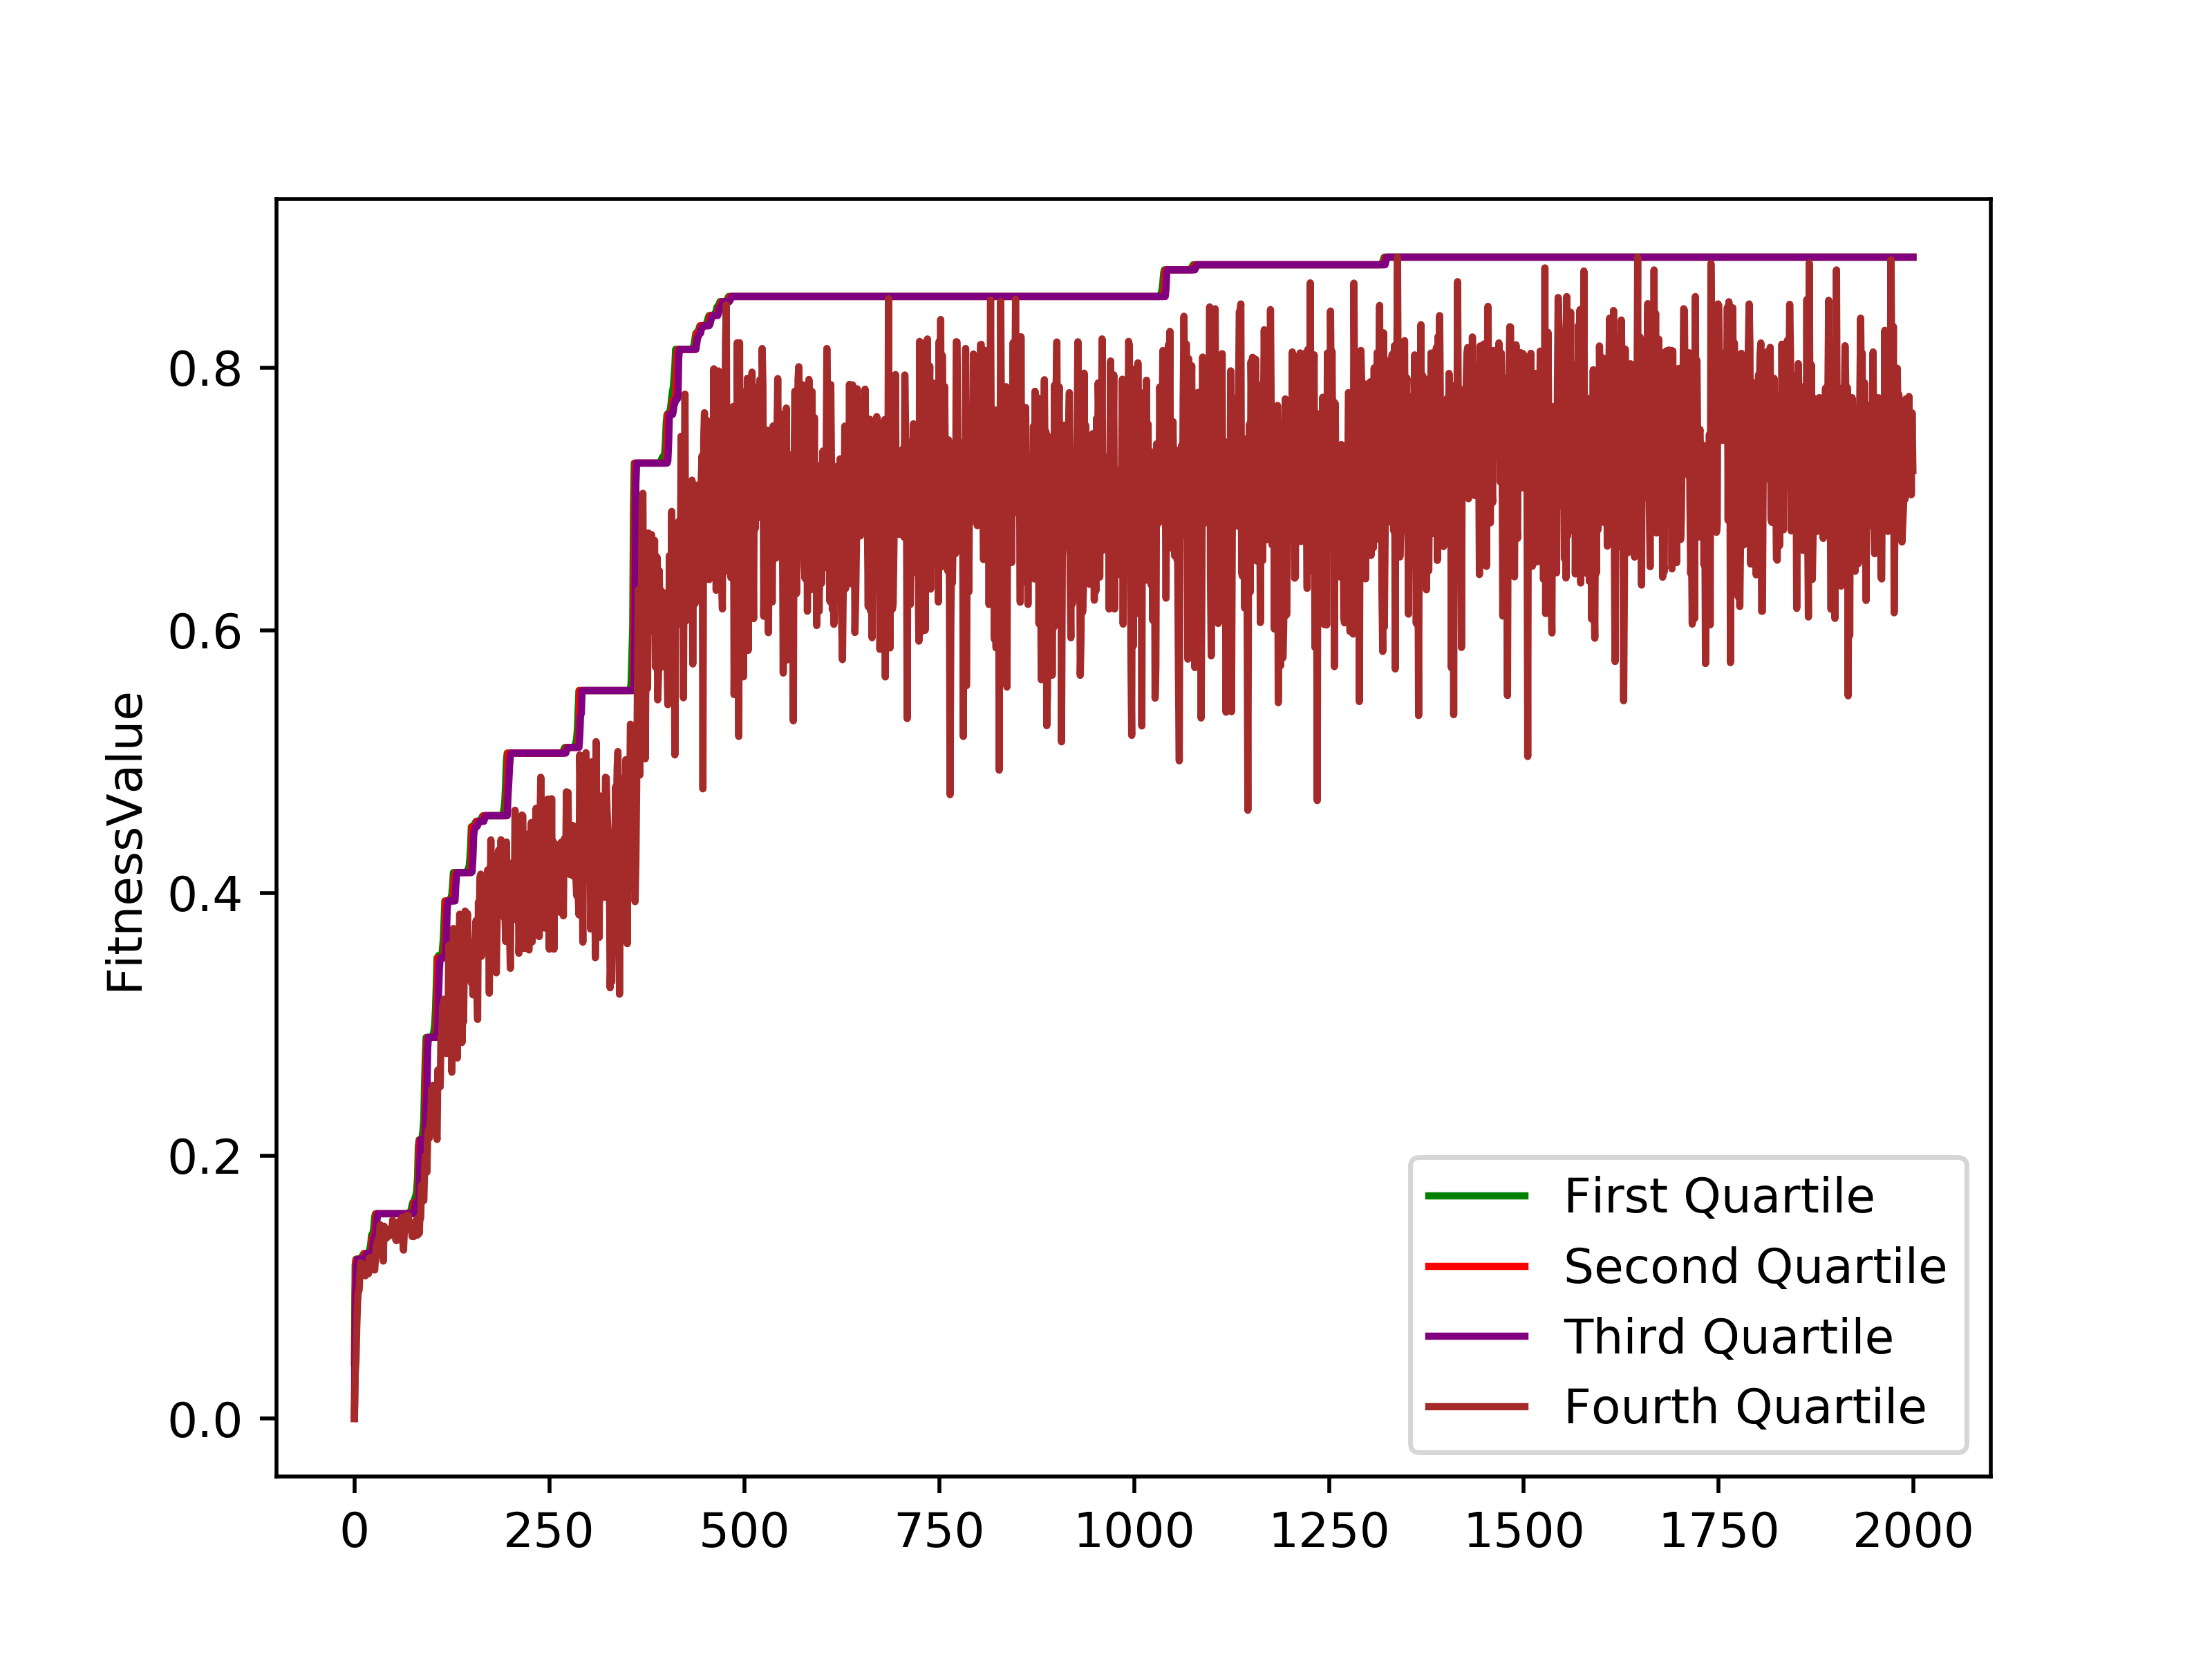 FitnessValue
0.8
0.6
0.4
0.2
0.0
0 250 500 750 1000 1250 1500 1750 2000
First Quartile
Second Quartile
Third Quartile
Fourth Quartile